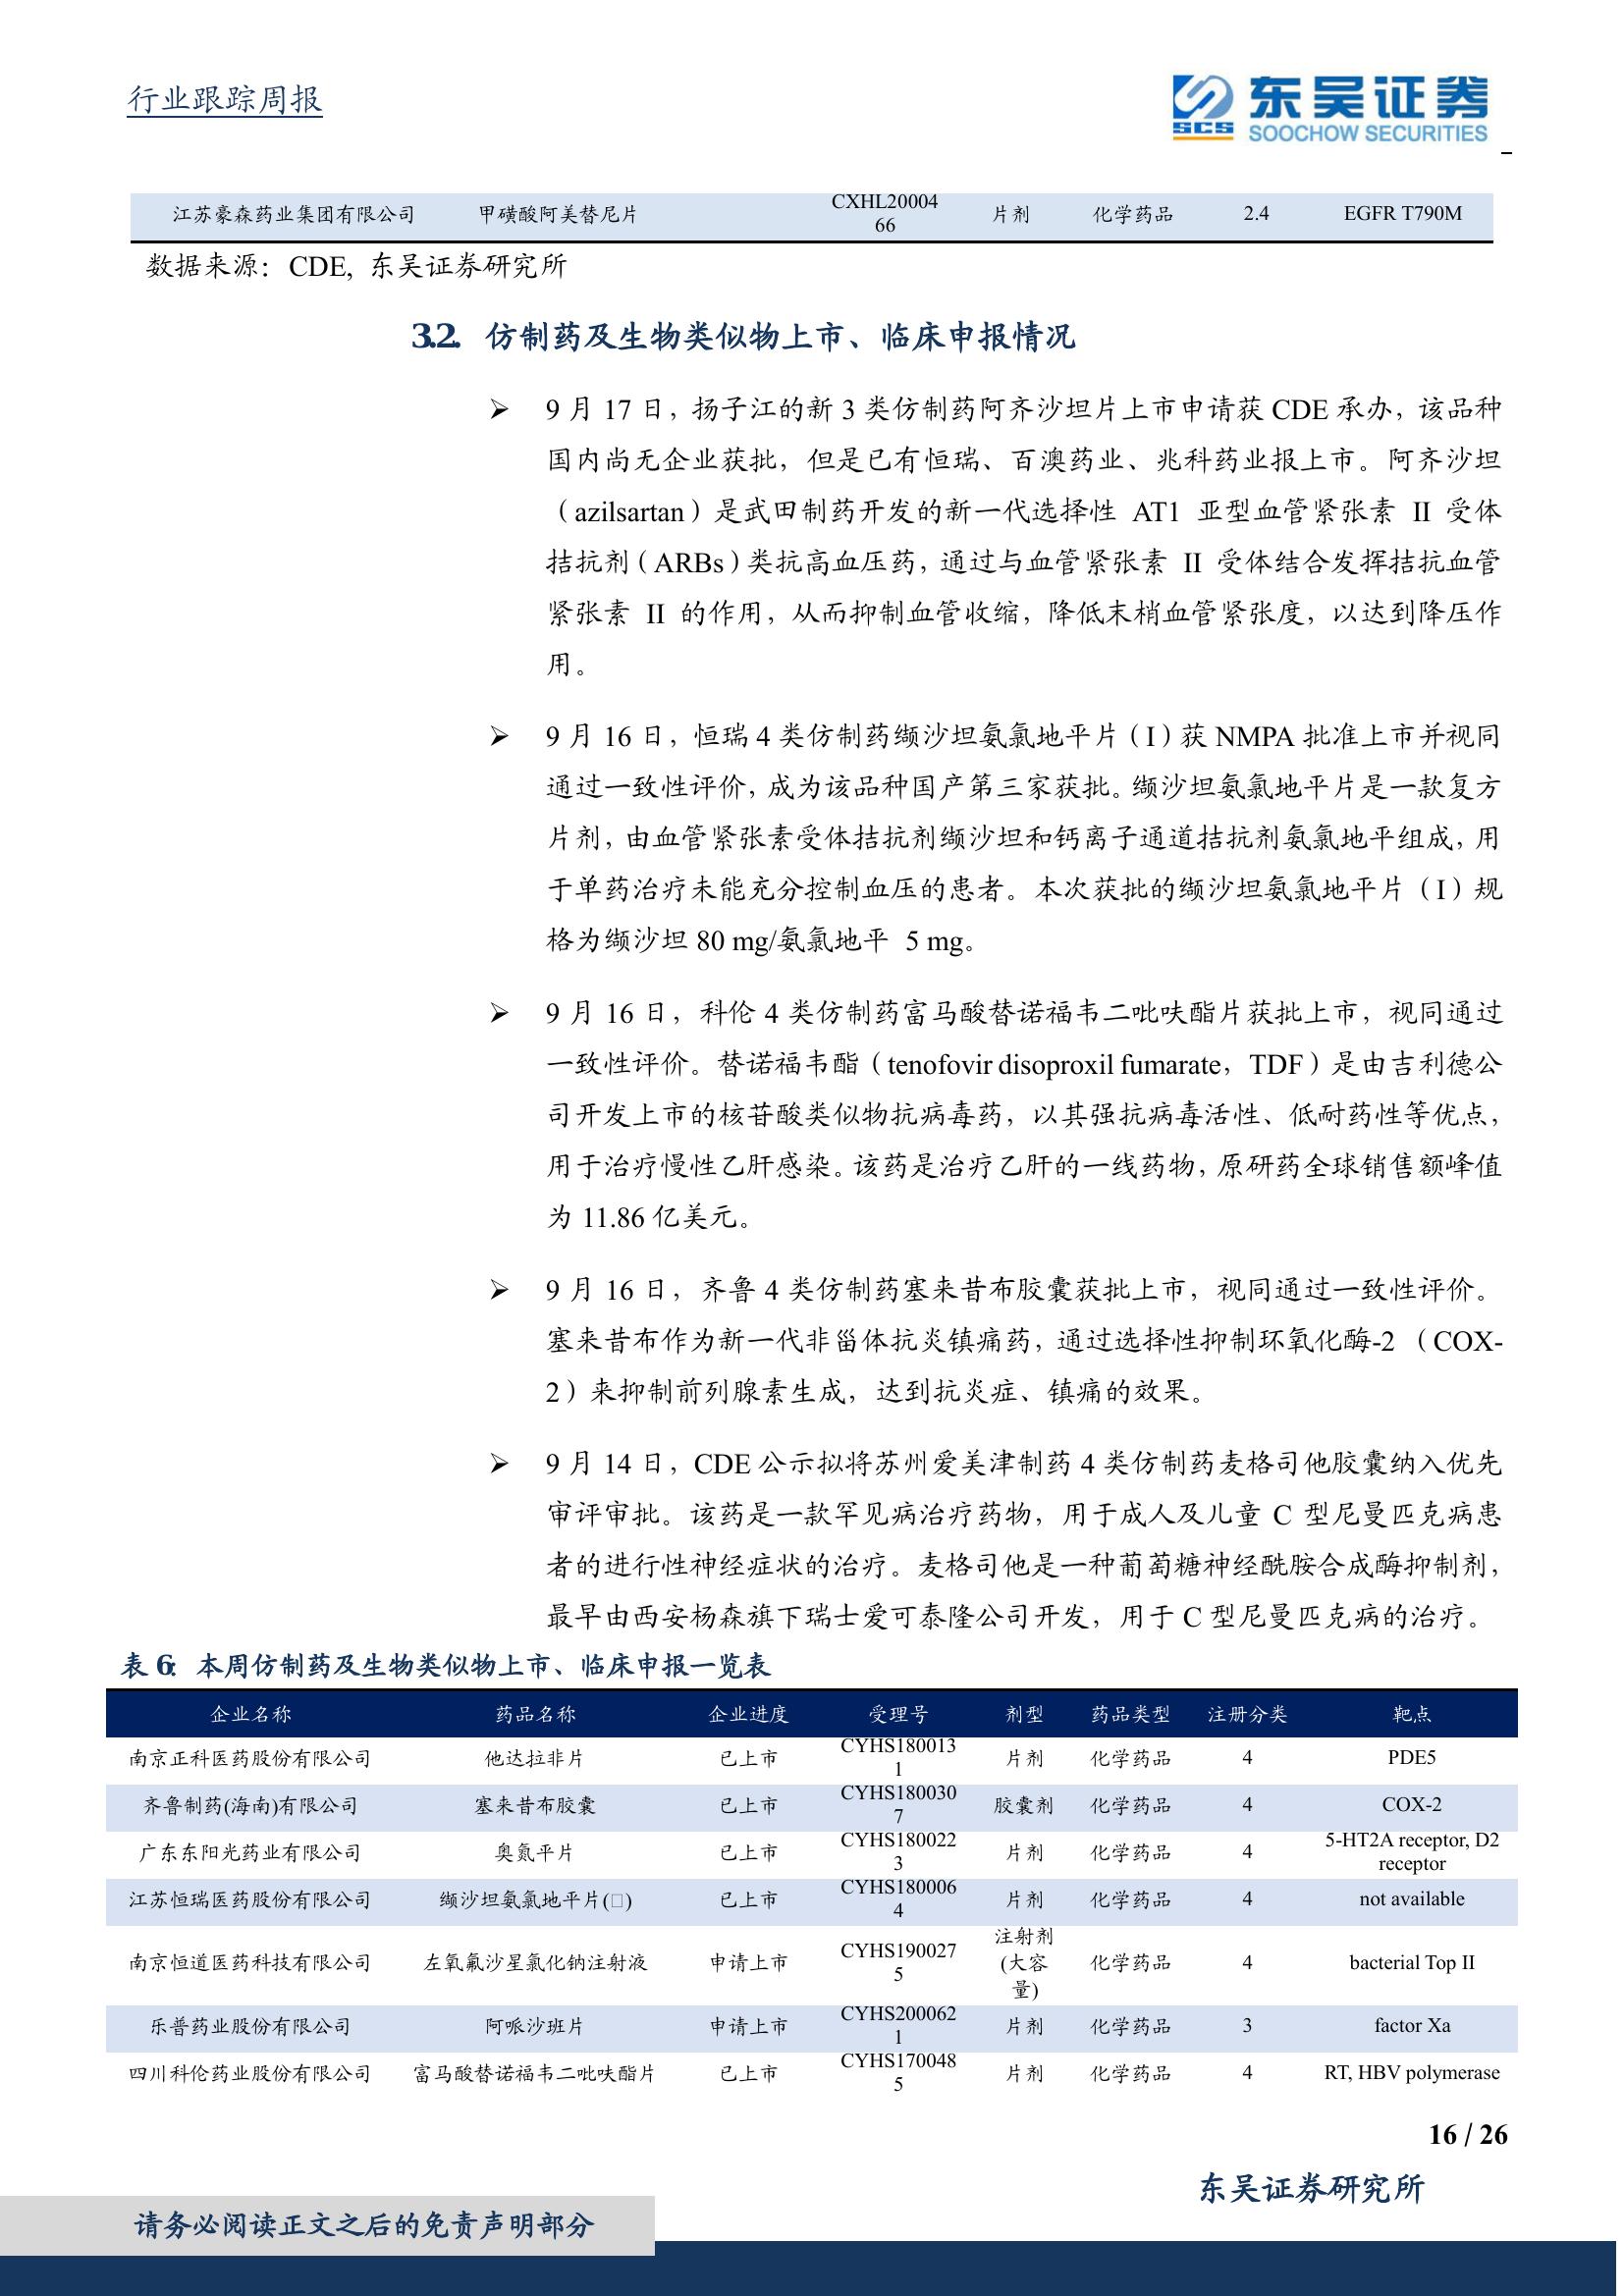 行业跟踪周报
东吴证券
SCS
SOOCHOW SECURITIES
江苏豪森药业集团有限公司 甲磺酸阿美替尼片 CXHL2000466 片剂 化学药品 2.4 EGFR T790M
数据来源：CDE, 东吴证券研究所
3.2. 仿制药及生物类似物上市、临床申报情况
➢ 9 月 17 日，扬子江的新 3 类仿制药阿齐沙坦片上市申请获 CDE 承办，该品种
国内尚无企业获批，但是已有恒瑞、百澳药业、兆科药业报上市。阿齐沙坦
（azilsartan）是武田制药开发的新一代选择性 AT1 亚型血管紧张素 II 受体
拮抗剂（ARBs）类抗高血压药，通过与血管紧张素 II 受体结合发挥拮抗血管
紧张素 II 的作用，从而抑制血管收缩，降低末梢血管紧张度，以达到降压作
用。
➢ 9 月 16 日，恒瑞 4 类仿制药缬沙坦氨氯地平片（I）获 NMPA 批准上市并视同
通过一致性评价，成为该品种国产第三家获批。缬沙坦氨氯地平片是一款复方
片剂，由血管紧张素受体拮抗剂缬沙坦和钙离子通道拮抗剂氨氯地平组成，用
于单药治疗未能充分控制血压的患者。本次获批的缬沙坦氨氯地平片（I）规
格为缬沙坦 80 mg/氨氯地平 5 mg。
➢ 9 月 16 日，科伦 4 类仿制药富马酸替诺福韦二吡呋酯片获批上市，视同通过
一致性评价。替诺福韦酯（tenofovir disoproxil fumarate，TDF）是由吉利德公
司开发上市的核苷酸类似物抗病毒药，以其强抗病毒活性、低耐药性等优点，
用于治疗慢性乙肝感染。该药是治疗乙肝的一线药物，原研药全球销售额峰值
为 11.86 亿美元。
➢ 9 月 16 日，齐鲁 4 类仿制药塞来昔布胶囊获批上市，视同通过一致性评价。
塞来昔布作为新一代非甾体抗炎镇痛药，通过选择性抑制环氧化酶-2 （COX-
2）来抑制前列腺素生成，达到抗炎症、镇痛的效果。
➢ 9 月 14 日，CDE 公示拟将苏州爱美津制药 4 类仿制药麦格司他胶囊纳入优先
审评审批。该药是一款罕见病治疗药物，用于成人及儿童 C 型尼曼匹克病患
者的进行性神经症状的治疗。麦格司他是一种葡萄糖神经酰胺合成酶抑制剂，
最早由西安杨森旗下瑞士爱可泰隆公司开发，用于 C 型尼曼匹克病的治疗。
表 6：本周仿制药及生物类似物上市、临床申报一览表
企业名称 药品名称 企业进度 受理号 剂型 药品类型 注册分类 靶点
南京正科医药股份有限公司 他达拉非片 已上市 CYHS1800131 片剂 化学药品 4 PDE5
齐鲁制药(海南)有限公司 塞来昔布胶囊 已上市 CYHS1800307 胶囊剂 化学药品 4 COX-2
广东东阳光药业有限公司 奥氮平片 已上市 CYHS1800223 片剂 化学药品 4 5-HT2A receptor, D2 receptor
江苏恒瑞医药股份有限公司 缬沙坦氨氯地平片(□) 已上市 CYHS1800064 片剂 化学药品 4 not available
南京恒道医药科技有限公司 左氧氟沙星氯化钠注射液 申请上市 CYHS1900275 注射剂(大容量) 化学药品 4 bacterial Top II
乐普药业股份有限公司 阿哌沙班片 申请上市 CYHS2000621 片剂 化学药品 3 factor Xa
四川科伦药业股份有限公司 富马酸替诺福韦二吡呋酯片 已上市 CYHS1700485 片剂 化学药品 4 RT, HBV polymerase
16 / 26
东吴证券研究所
请务必阅读正文之后的免责声明部分